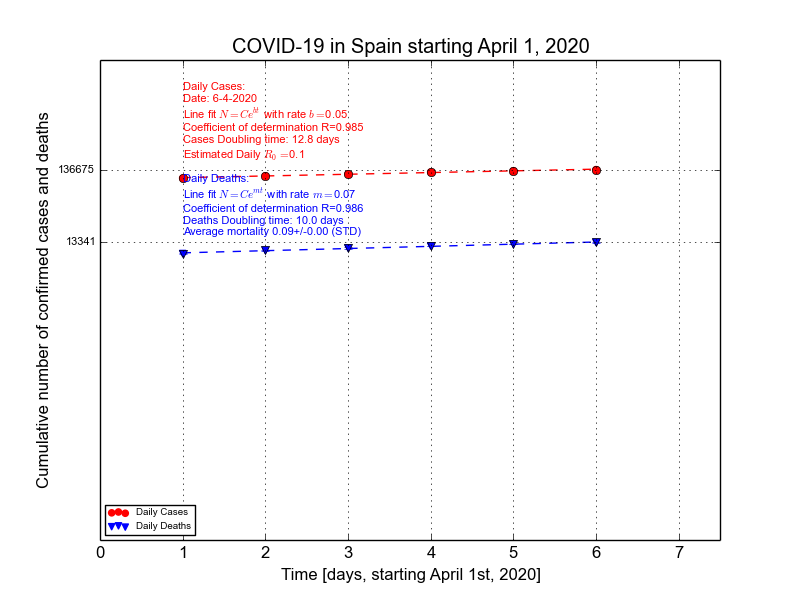 COVID-19 in Spain starting April 1, 2020
Daily Cases:
Date: 6-4-2020
Line fit N = Ce^{bt} with rate b = 0.05
Coefficient of determination R=0.985
Cases Doubling time: 12.8 days
Estimated Daily R_0 = 0.1
Daily Deaths:
Line fit N = Ce^{mt} with rate m = 0.07
Coefficient of determination R=0.986
Deaths Doubling time: 10.0 days
Average mortality 0.09+/-0.00 (STD)
136675
13341
Cumulative number of confirmed cases and deaths
Daily Cases
Daily Deaths
0 1 2 3 4 5 6 7
Time [days, starting April 1st, 2020]